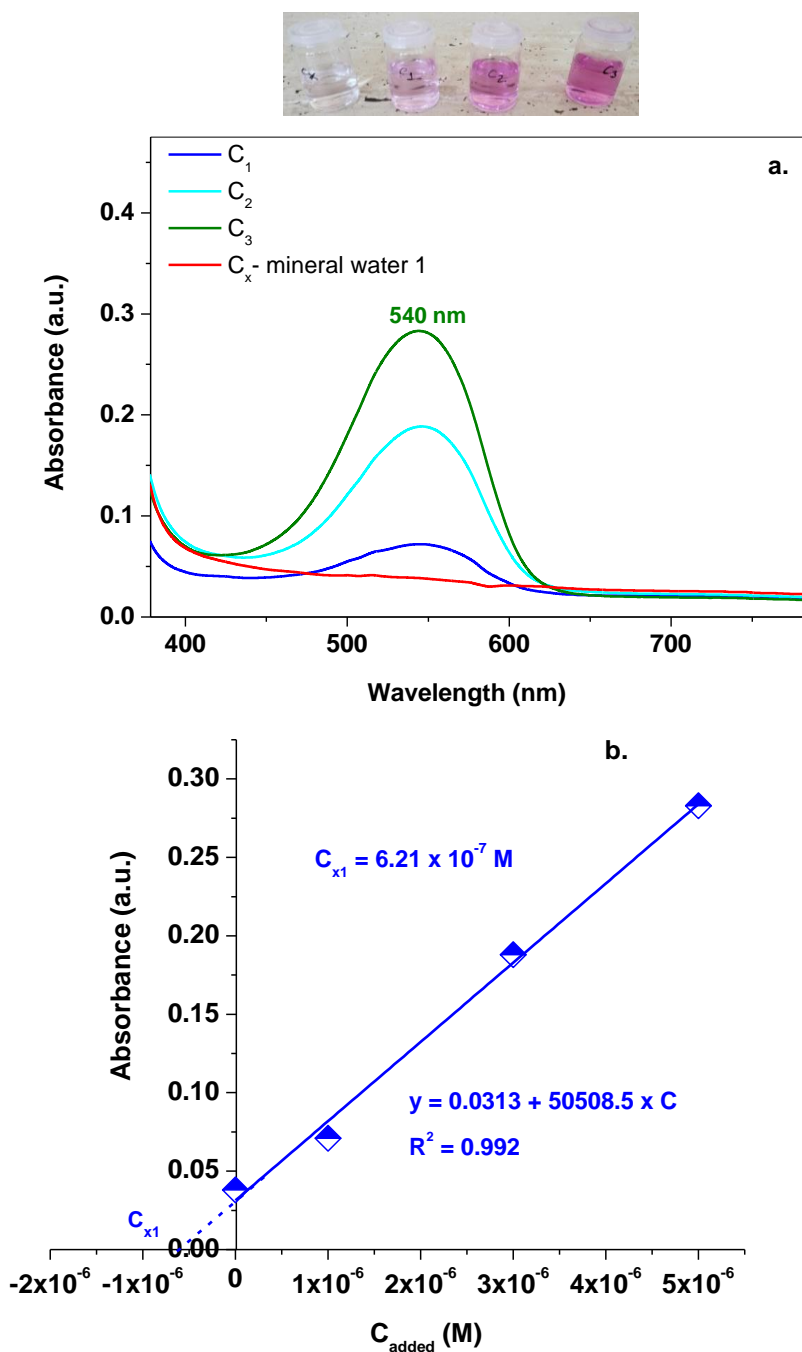 Cx C1 C2 C3
a.
C1
C2
C3
Cx- mineral water 1
540 nm
Absorbance (a.u.)
0.4
0.3
0.2
0.1
0.0
400 500 600 700
Wavelength (nm)
b.
Absorbance (a.u.)
0.30
0.25
0.20
0.15
0.10
0.05
0.00
Cx1 = 6.21 x 10-7 M
y = 0.0313 + 50508.5 x C
R2 = 0.992
Cx1
-2x10-6 -1x10-6 0 1x10-6 2x10-6 3x10-6 4x10-6 5x10-6
Cadded (M)